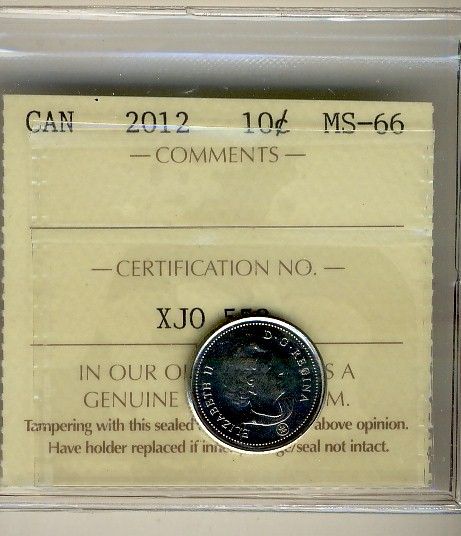 CAN 2012 10¢ MS-66
— COMMENTS —
— CERTIFICATION NO. —
XJO
IN OUR A
GENUINE
Tampering with this sealed above opinion.
Have holder replaced if seal not intact.
ELIZABETH II D·G·REGINA